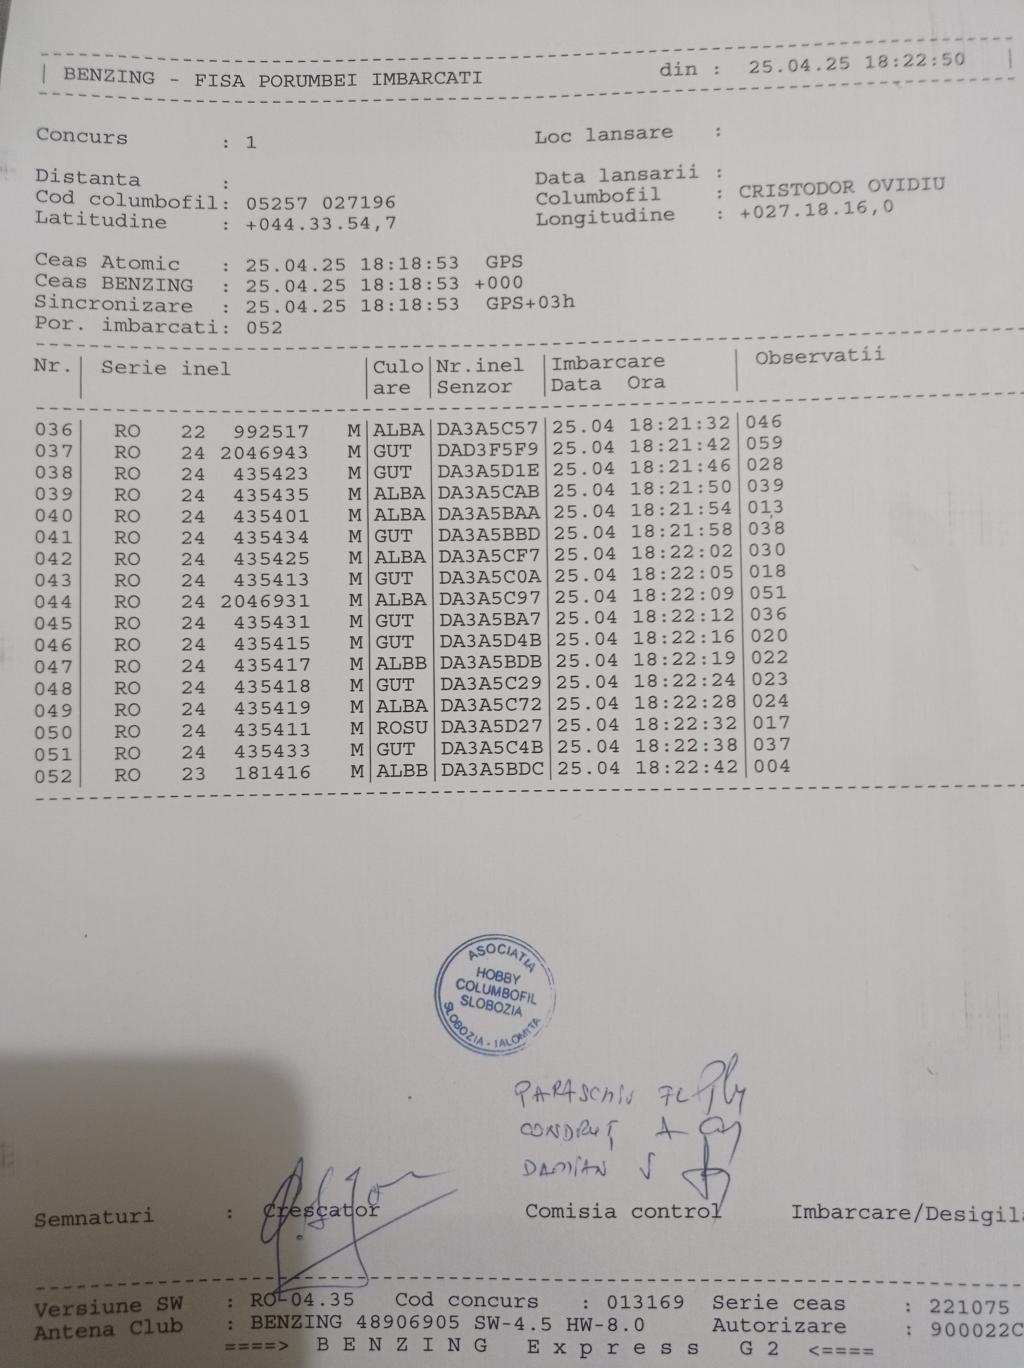 | BENZING - FISA PORUMBEI IMBARCATI din : 25.04.25 18:22:50 |
Concurs : 1 Loc lansare :
Distanta : Data lansarii :
Cod columbofil: 05257 027196 Columbofil : CRISTODOR OVIDIU
Latitudine : +044.33.54,7 Longitudine : +027.18.16,0
Ceas Atomic : 25.04.25 18:18:53 GPS
Ceas BENZING : 25.04.25 18:18:53 +000
Sincronizare : 25.04.25 18:18:53 GPS+03h
Por. imbarcati: 052
Nr.| Serie inel |Culo|Nr.inel |Imbarcare | Observatii
| |are |Senzor |Data Ora |
036| RO 22 992517 M|ALBA|DA3A5C57|25.04 18:21:32|046
037| RO 24 2046943 M|GUT |DAD3F5F9|25.04 18:21:42|059
038| RO 24 435423 M|GUT |DA3A5D1E|25.04 18:21:46|028
039| RO 24 435435 M|ALBA|DA3A5CAB|25.04 18:21:50|039
040| RO 24 435401 M|ALBA|DA3A5BAA|25.04 18:21:54|013
041| RO 24 435434 M|GUT |DA3A5BBD|25.04 18:21:58|038
042| RO 24 435425 M|ALBA|DA3A5CF7|25.04 18:22:02|030
043| RO 24 435413 M|GUT |DA3A5C0A|25.04 18:22:05|018
044| RO 24 2046931 M|ALBA|DA3A5C97|25.04 18:22:09|051
045| RO 24 435431 M|GUT |DA3A5BA7|25.04 18:22:12|036
046| RO 24 435415 M|GUT |DA3A5D4B|25.04 18:22:16|020
047| RO 24 435417 M|ALBB|DA3A5BDB|25.04 18:22:19|022
048| RO 24 435418 M|GUT |DA3A5C29|25.04 18:22:24|023
049| RO 24 435419 M|ALBA|DA3A5C72|25.04 18:22:28|024
050| RO 24 435411 M|ROSU|DA3A5D27|25.04 18:22:32|017
051| RO 24 435433 M|GUT |DA3A5C4B|25.04 18:22:38|037
052| RO 23 181416 M|ALBB|DA3A5BDC|25.04 18:22:42|004
ASOCIATIA
HOBBY
COLUMBOFIL
SLOBOZIA
SLOBOZIA - IALOMITA
PARASCHIV FL
CONDRUȚ A
DAMIAN S
Semnaturi : Crescator Comisia control Imbarcare/Desigila
Versiune SW : RO-04.35 Cod concurs : 013169 Serie ceas : 221075
Antena Club : BENZING 48906905 SW-4.5 HW-8.0 Autorizare : 900022C
====> B E N Z I N G E x p r e s s G 2 <====